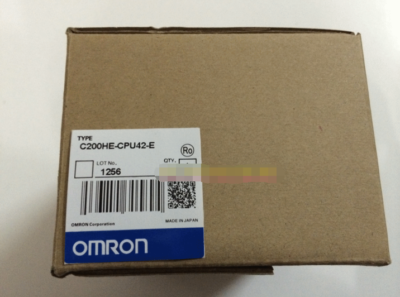 TYPE
C200HE-CPU42-E
LOT No.
QTY.
1256
OMRON Corporation
MADE IN JAPAN
OMRON